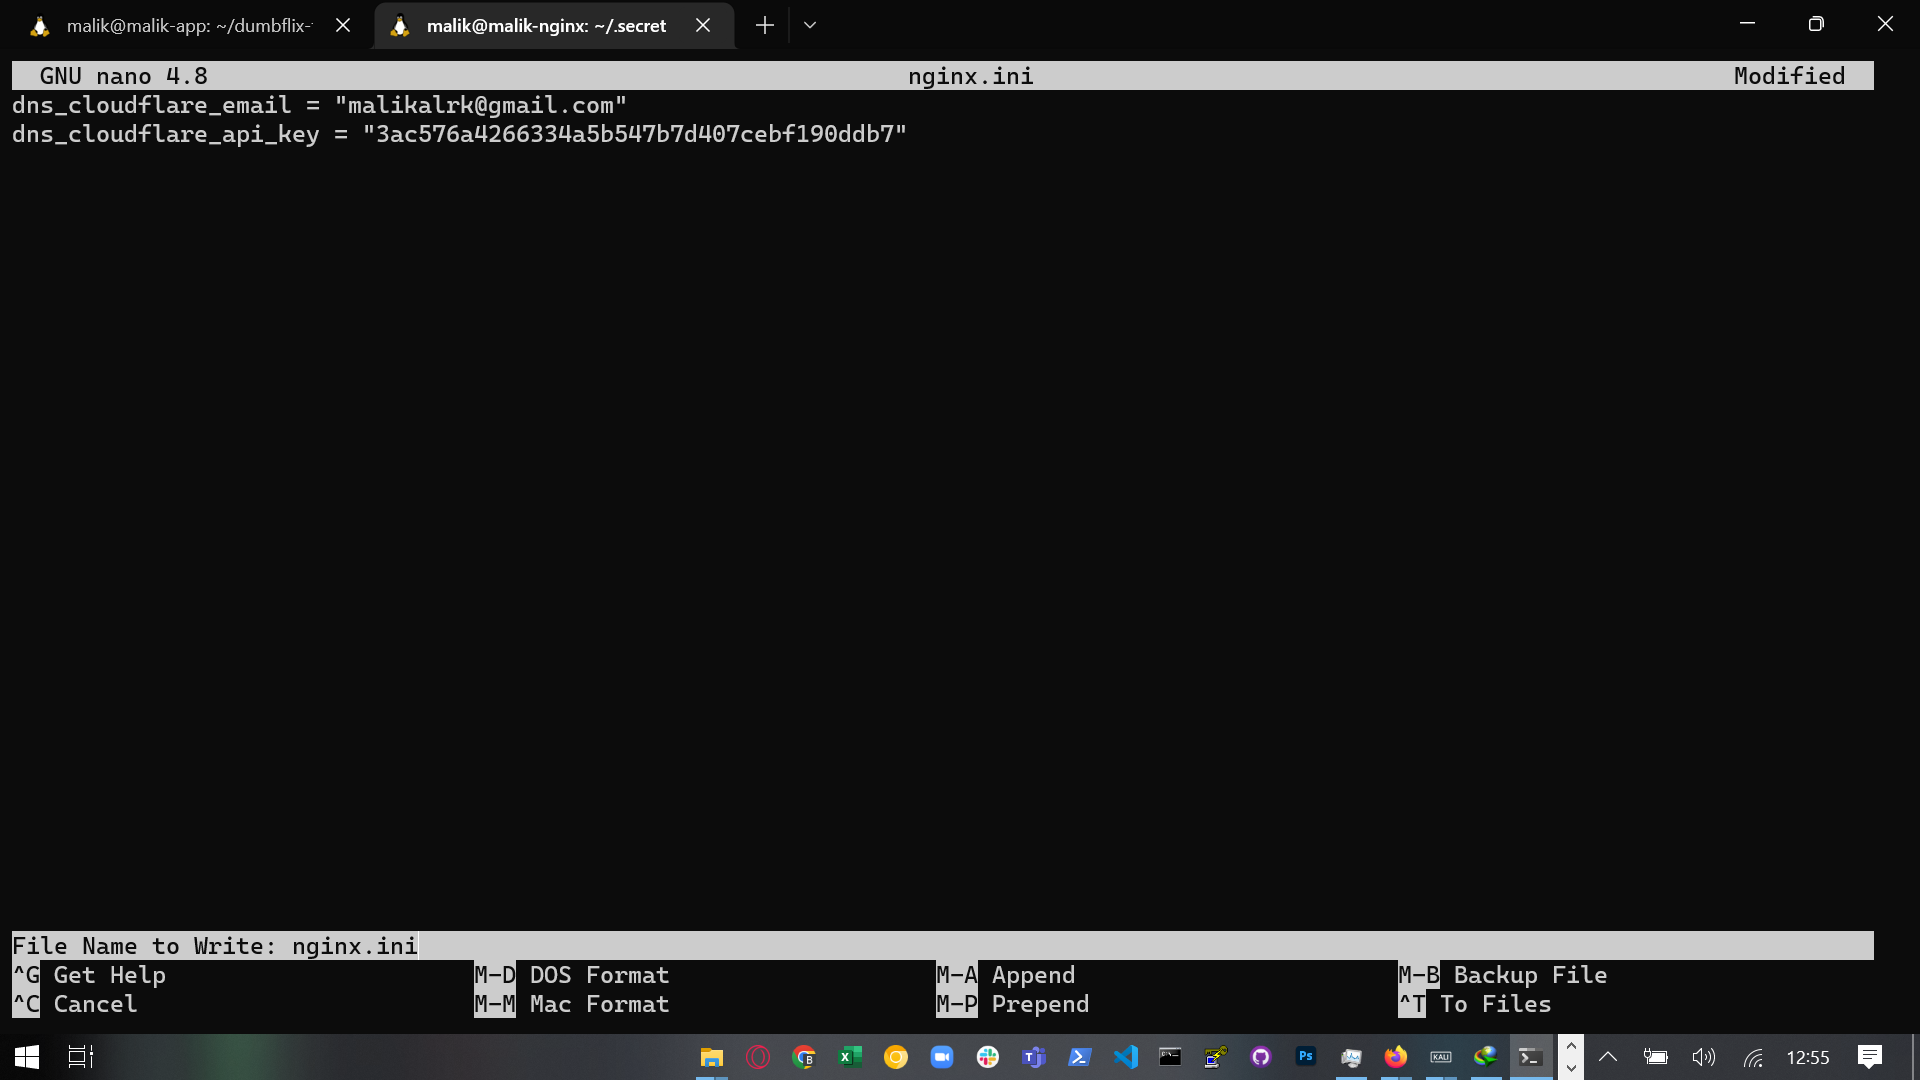 malik@malik-app: ~/dumbflix-
malik@malik-nginx: ~/.secret
GNU nano 4.8 nginx.ini Modified
dns_cloudflare_email = "malikalrk@gmail.com"
dns_cloudflare_api_key = "3ac576a4266334a5b547b7d407cebf190ddb7"
File Name to Write: nginx.ini
^G Get Help M-D DOS Format M-A Append M-B Backup File
^C Cancel M-M Mac Format M-P Prepend ^T To Files
Ps
KALI
12:55